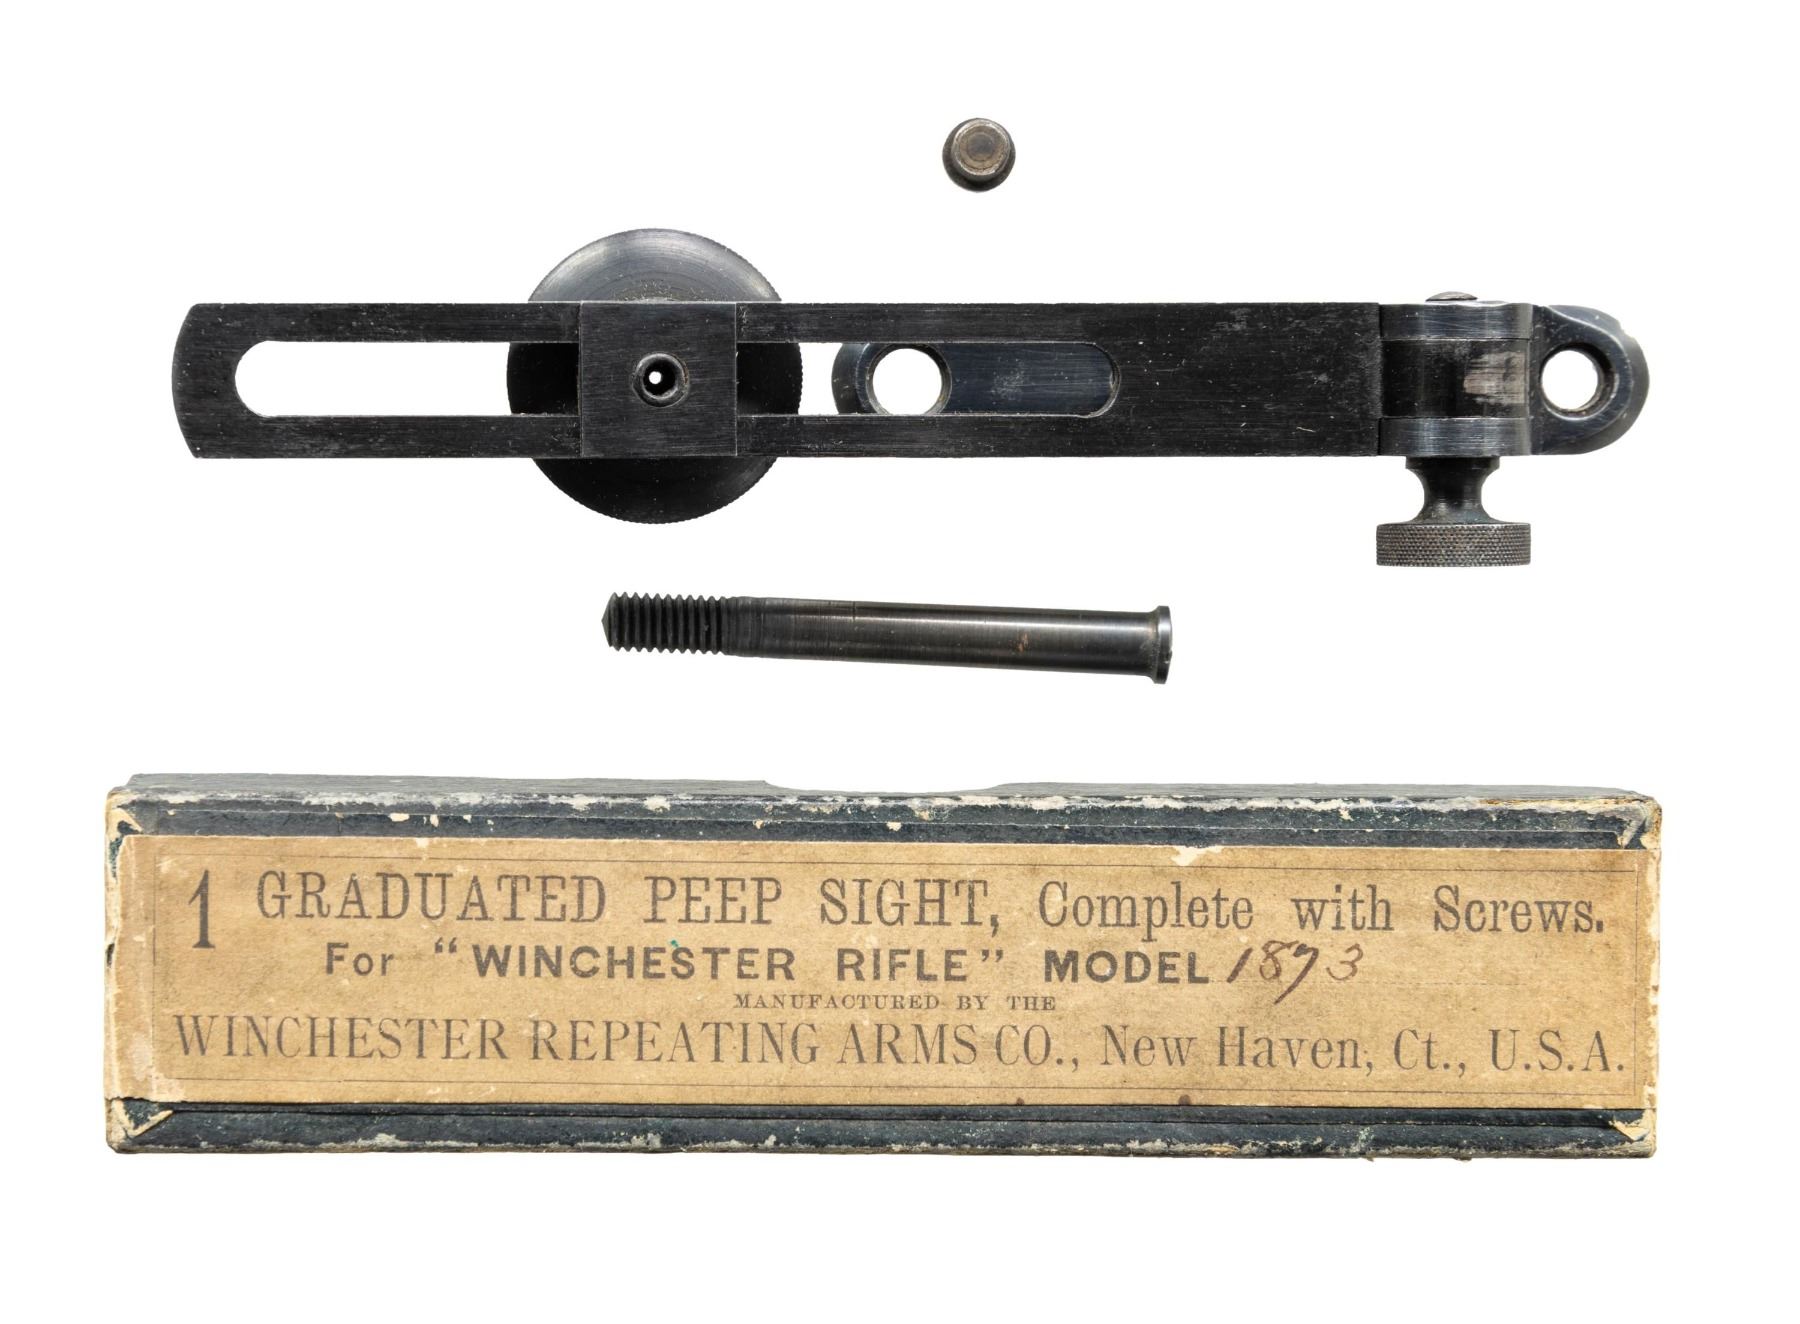 1 GRADUATED PEEP SIGHT, Complete with Screws.
For "WINCHESTER RIFLE" MODEL 1873
MANUFACTURED BY THE
WINCHESTER REPEATING ARMS CO., New Haven, Ct., U.S.A.